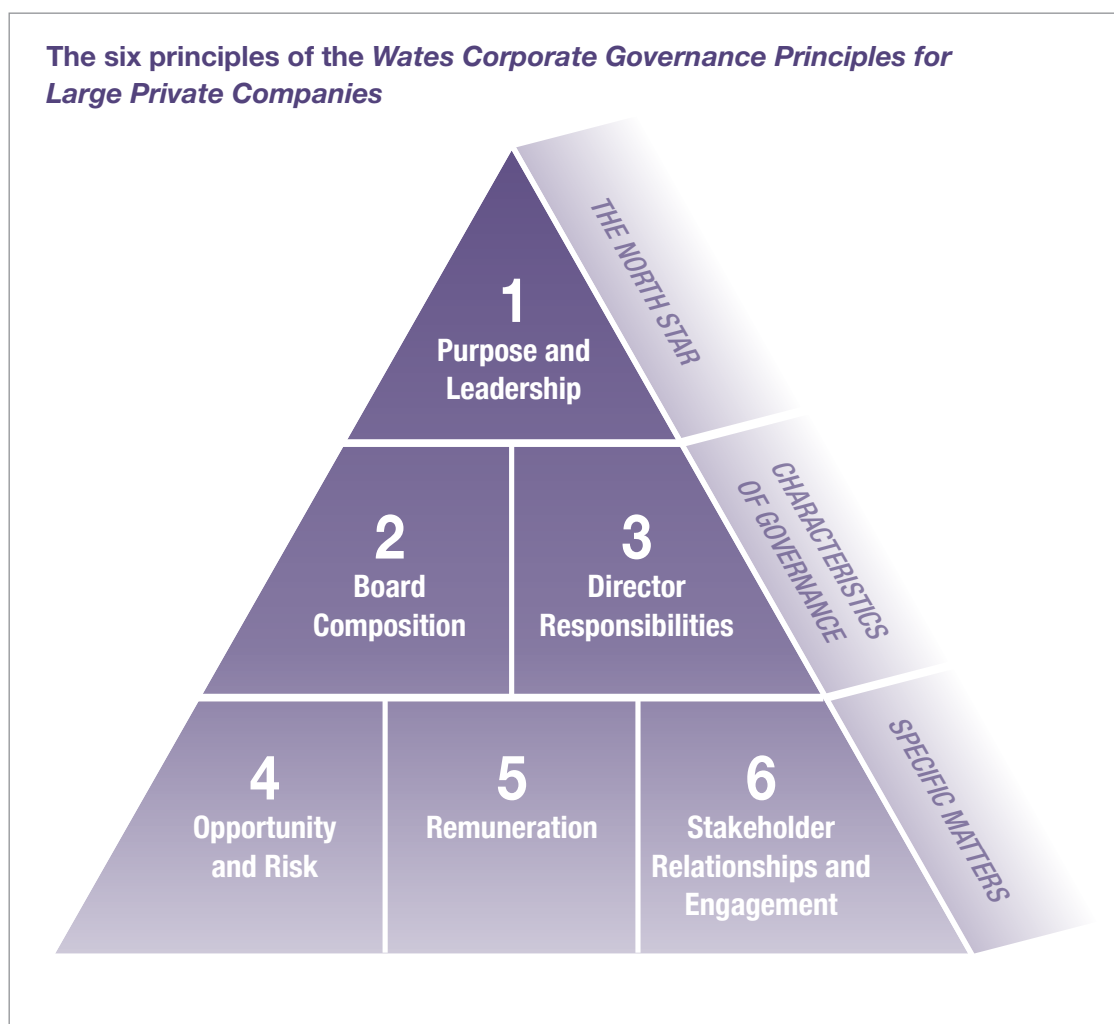 The six principles of the Wates Corporate Governance Principles for
Large Private Companies
THE NORTH STAR
1
Purpose and
Leadership
CHARACTERISTICS
OF GOVERNANCE
2
Board
Composition
3
Director
Responsibilities
SPECIFIC MATTERS
4
Opportunity
and Risk
5
Remuneration
6
Stakeholder
Relationships and
Engagement